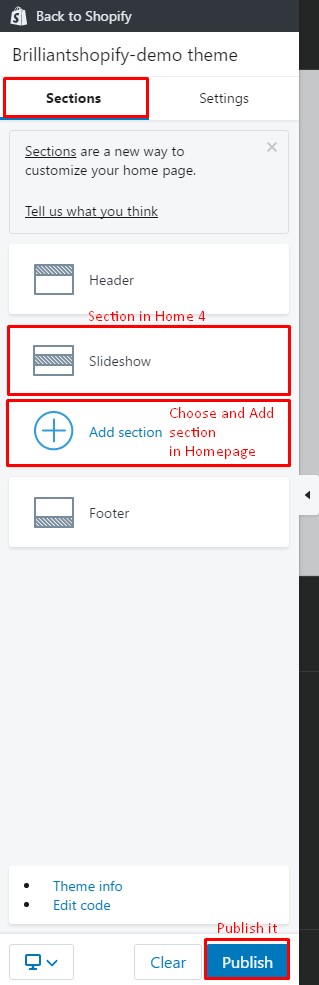 Back to Shopify
Brilliantshopify-demo theme
Sections
Settings
Sections are a new way to
customize your home page.
Tell us what you think
Header
Section in Home 4
Slideshow
Add section
Choose and Add
section
in Homepage
Footer
Theme info
Edit code
Publish it
Clear
Publish